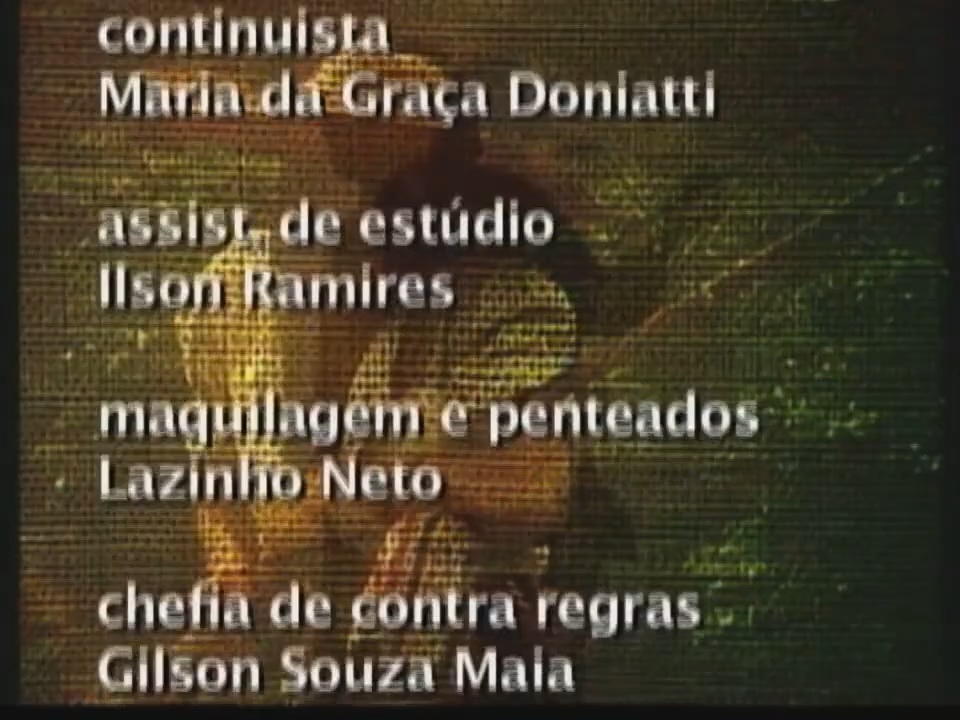 continuista
Maria da Graça Doniatti
assist. de estúdio
Ilson Ramires
maquilagem e penteados
Lazinho Neto
chefia de contra regras
Gilson Souza Maia